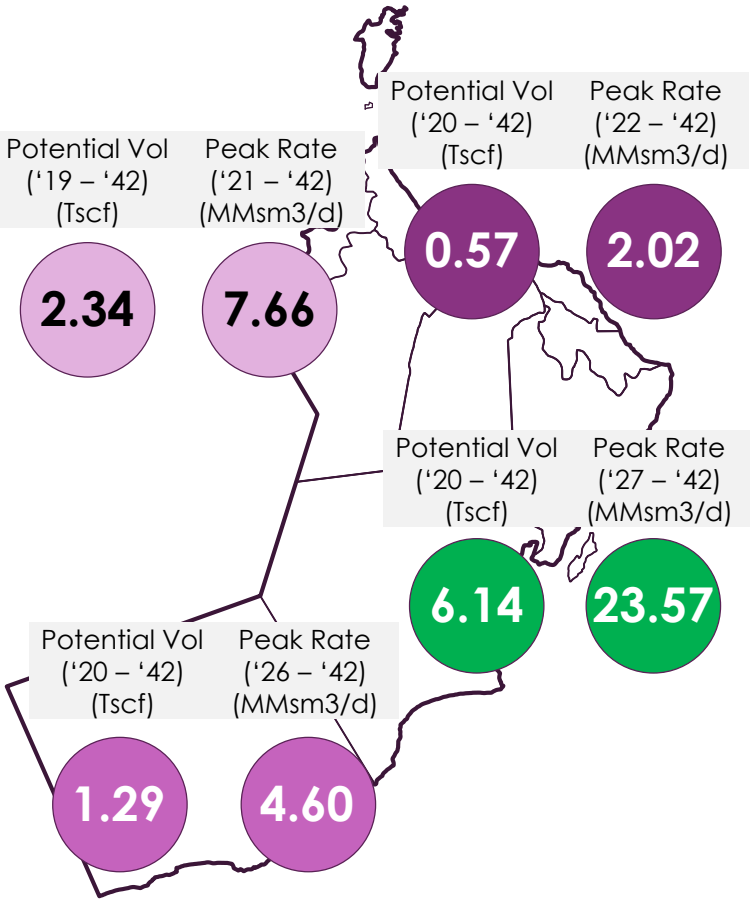 Potential Vol
(‘20 – ‘42)
(Tscf)
Peak Rate
(‘22 – ‘42)
(MMsm3/d)
0.57
2.02
Potential Vol
(‘19 – ‘42)
(Tscf)
Peak Rate
(‘21 – ‘42)
(MMsm3/d)
2.34
7.66
Potential Vol
(‘20 – ‘42)
(Tscf)
Peak Rate
(‘27 – ‘42)
(MMsm3/d)
6.14
23.57
Potential Vol
(‘20 – ‘42)
(Tscf)
Peak Rate
(‘26 – ‘42)
(MMsm3/d)
1.29
4.60